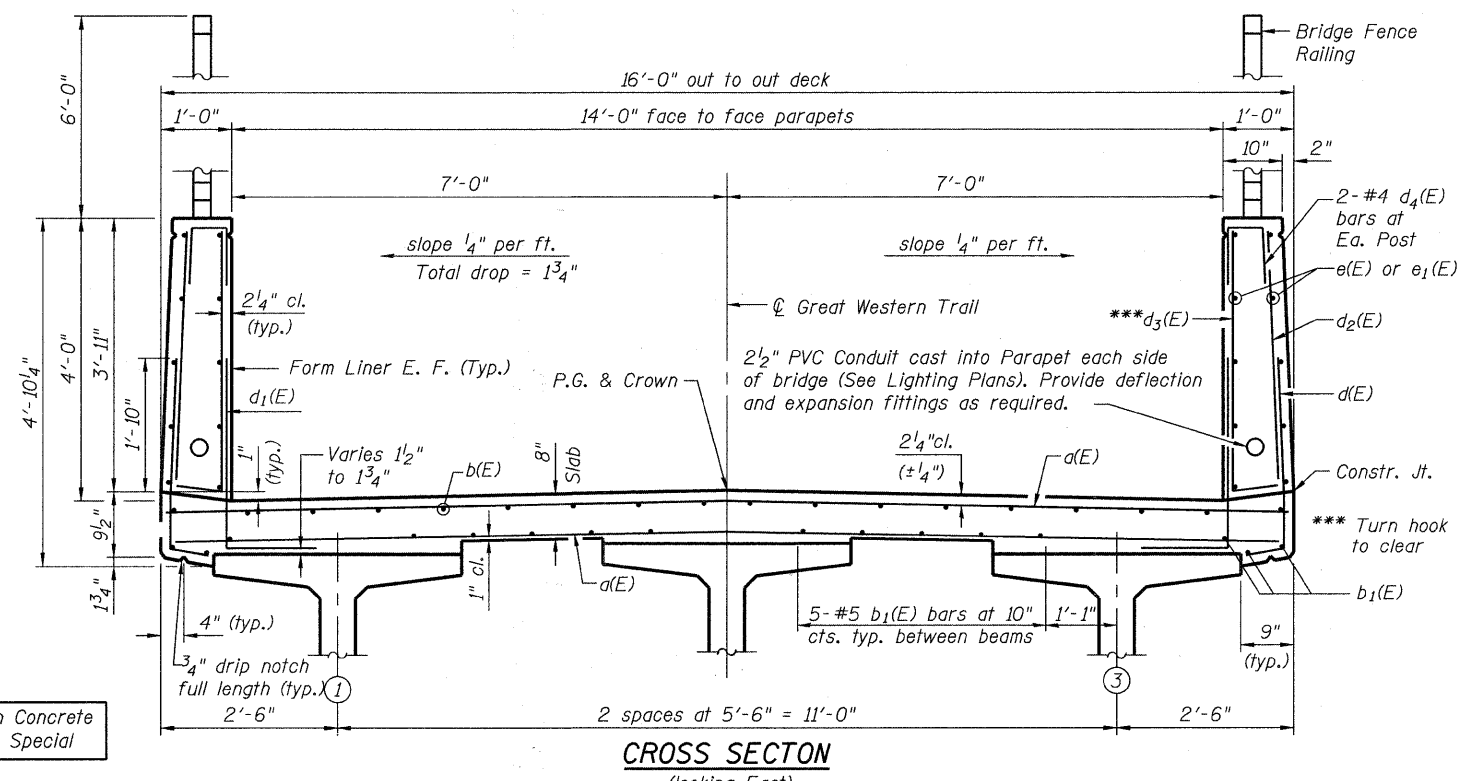 Bridge Fence
Railing
16'-0" out to out deck
6'-0"
1'-0"
14'-0" face to face parapets
1'-0"
10"
2"
7'-0"
7'-0"
2-#4 d4(E)
bars at
Ea. Post
slope 1/4" per ft.
Total drop = 1 3/4"
slope 1/4" per ft.
e(E) or e1(E)
2 1/4" cl.
(typ.)
℄ Great Western Trail
***d3(E)
d2(E)
4'-10 1/4"
4'-0"
3'-11"
1'-10"
Form Liner E. F. (Typ.)
P.G. & Crown
2 1/2" PVC Conduit cast into Parapet each side
of bridge (See Lighting Plans). Provide deflection
and expansion fittings as required.
d1(E)
d(E)
1"
(typ.)
Varies 1 1/2"
to 1 3/4"
b(E)
8"
Slab
2 1/4"cl.
(±1/4")
a(E)
Constr. Jt.
9 1/2"
*** Turn hook
to clear
1 3/4"
1" cl.
a(E)
b1(E)
4" (typ.)
5-#5 b1(E) bars at 10"
cts. typ. between beams
1'-1"
9"
(typ.)
3/4" drip notch
full length (typ.)
1
3
Concrete
Special
2'-6"
2 spaces at 5'-6" = 11'-0"
2'-6"
CROSS SECTON
(looking East)